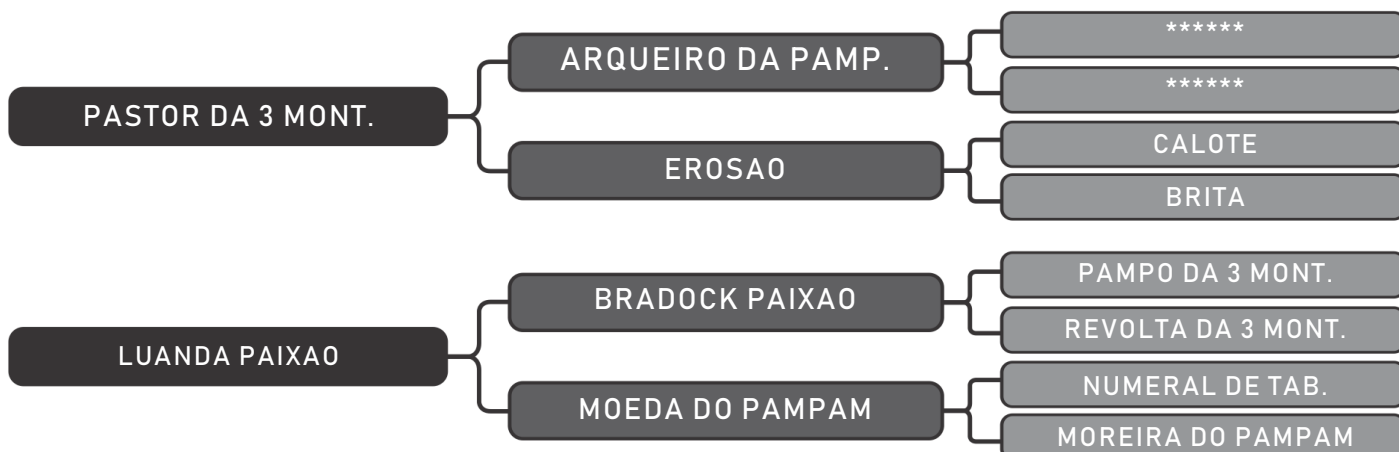 PASTOR DA 3 MONT.
ARQUEIRO DA PAMP.
******
******
EROSAO
CALOTE
BRITA
LUANDA PAIXAO
BRADOCK PAIXAO
PAMPO DA 3 MONT.
REVOLTA DA 3 MONT.
MOEDA DO PAMPAM
NUMERAL DE TAB.
MOREIRA DO PAMPAM